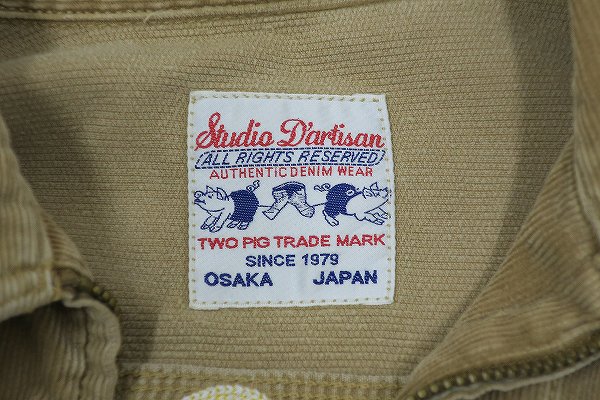 Studio D'artisan
(ALL RIGHTS RESERVED)
AUTHENTIC DENIM WEAR
TWO PIG TRADE MARK
SINCE 1979
OSAKA JAPAN